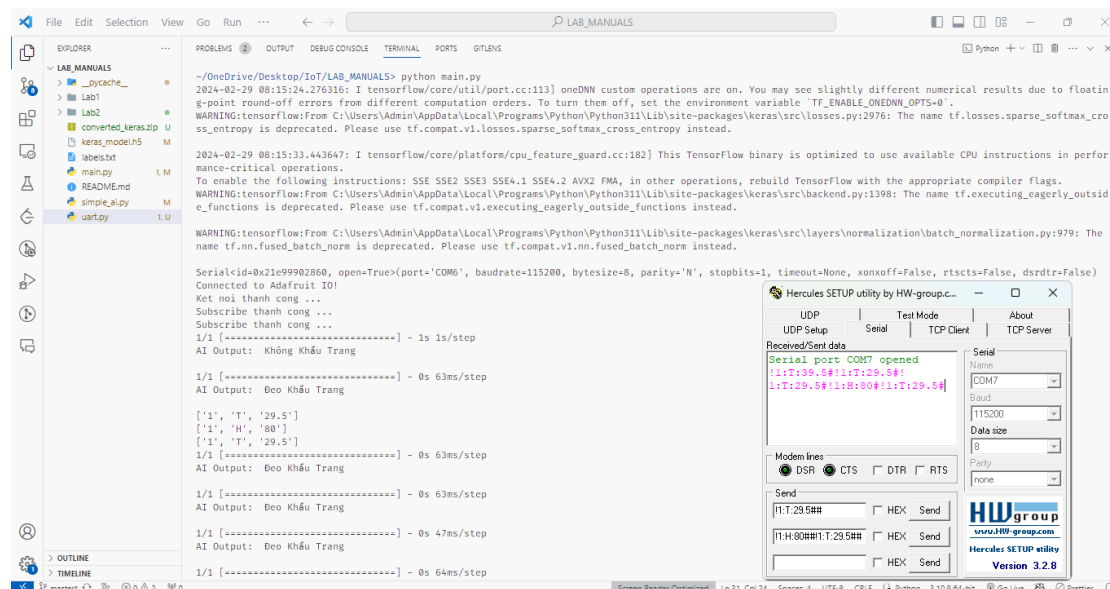 File Edit Selection View Go Run ··· LAB_MANUALS
EXPLORER ···
LAB_MANUALS
__pycache__
Lab1
Lab2
converted_keras.zip U
keras_model.h5 M
labels.txt
main.py 1, M
README.md
simple_ai.py M
uart.py 1, U
OUTLINE
TIMELINE
PROBLEMS 2 OUTPUT DEBUG CONSOLE TERMINAL PORTS GITLENS Python
~/OneDrive/Desktop/IoT/LAB_MANUALS> python main.py
2024-02-29 08:15:24.276316: I tensorflow/core/util/port.cc:113] oneDNN custom operations are on. You may see slightly different numerical results due to floatin
g-point round-off errors from different computation orders. To turn them off, set the environment variable `TF_ENABLE_ONEDNN_OPTS=0`.
WARNING:tensorflow:From C:\Users\Admin\AppData\Local\Programs\Python\Python311\Lib\site-packages\keras\src\losses.py:2976: The name tf.losses.sparse_softmax_cro
ss_entropy is deprecated. Please use tf.compat.v1.losses.sparse_softmax_cross_entropy instead.
2024-02-29 08:15:33.443647: I tensorflow/core/platform/cpu_feature_guard.cc:182] This TensorFlow binary is optimized to use available CPU instructions in perfor
mance-critical operations.
To enable the following instructions: SSE SSE2 SSE3 SSE4.1 SSE4.2 AVX2 FMA, in other operations, rebuild TensorFlow with the appropriate compiler flags.
WARNING:tensorflow:From C:\Users\Admin\AppData\Local\Programs\Python\Python311\Lib\site-packages\keras\src\backend.py:1398: The name tf.executing_eagerly_outsid
e_functions is deprecated. Please use tf.compat.v1.executing_eagerly_outside_functions instead.
WARNING:tensorflow:From C:\Users\Admin\AppData\Local\Programs\Python\Python311\Lib\site-packages\keras\src\layers\normalization\batch_normalization.py:979: The
name tf.nn.fused_batch_norm is deprecated. Please use tf.compat.v1.nn.fused_batch_norm instead.
Serial<id=0x21e99902860, open=True>(port='COM6', baudrate=115200, bytesize=8, parity='N', stopbits=1, timeout=None, xonxoff=False, rtscts=False, dsrdtr=False)
Connected to Adafruit IO!
Ket noi thanh cong ...
Subscribe thanh cong ...
Subscribe thanh cong ...
1/1 [==============================] - 1s 1s/step
AI Output: Không Khẩu Trang
1/1 [==============================] - 0s 63ms/step
AI Output: Đeo Khẩu Trang
['1', 'T', '29.5']
['1', 'H', '80']
['1', 'T', '29.5']
1/1 [==============================] - 0s 63ms/step
AI Output: Đeo Khẩu Trang
1/1 [==============================] - 0s 63ms/step
AI Output: Đeo Khẩu Trang
1/1 [==============================] - 0s 47ms/step
AI Output: Đeo Khẩu Trang
1/1 [==============================] - 0s 64ms/step
Hercules SETUP utility by HW-group.c...
UDP Test Mode About
UDP Setup Serial TCP Client TCP Server
Received/Sent data
Serial port COM7 opened
!1:T:39.5#!1:T:29.5#!
1:T:29.5#!1:H:80#!1:T:29.5#
Serial
Name
COM7
Baud
115200
Data size
8
Parity
none
Modem lines
DSR CTS DTR RTS
Send
!1:T:29.5## HEX Send
!1:H:80##!1:T:29.5## HEX Send
HEX Send
HWgroup
www.HW-group.com
Hercules SETUP utility
Version 3.2.8